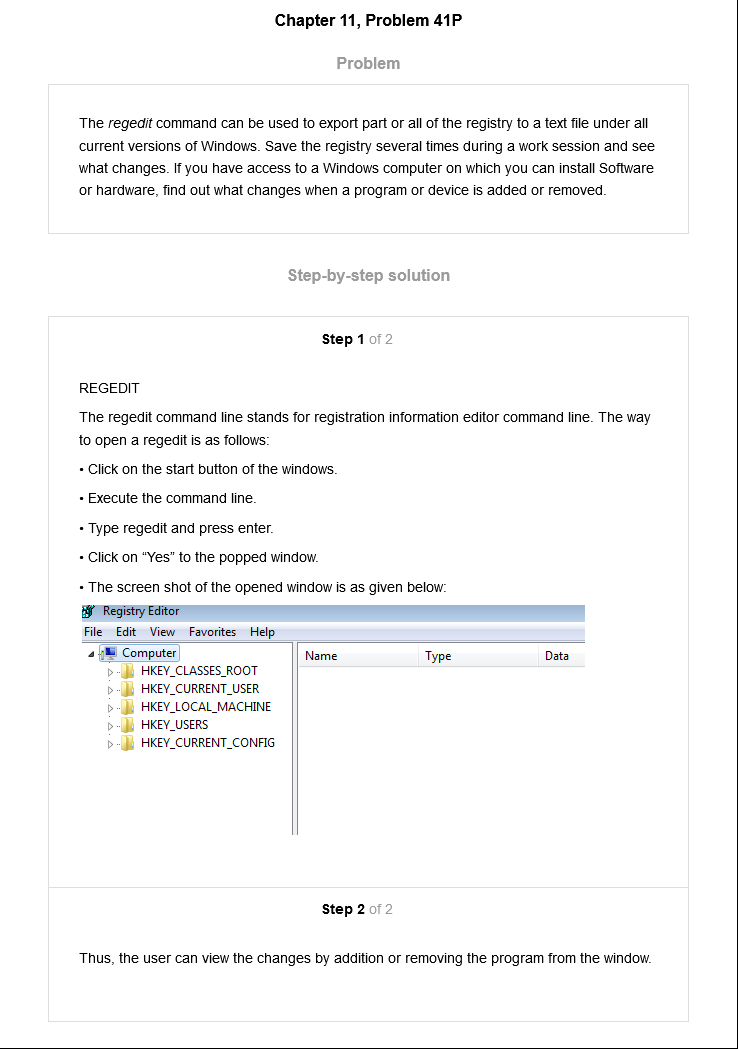 Chapter 11, Problem 41P
Problem
The regedit command can be used to export part or all of the registry to a text file under all
current versions of Windows. Save the registry several times during a work session and see
what changes. If you have access to a Windows computer on which you can install Software
or hardware, find out what changes when a program or device is added or removed.
Step-by-step solution
Step 1 of 2
REGEDIT
The regedit command line stands for registration information editor command line. The way
to open a regedit is as follows:
• Click on the start button of the windows.
• Execute the command line.
• Type regedit and press enter.
• Click on “Yes” to the popped window.
• The screen shot of the opened window is as given below:
Registry Editor
File Edit View Favorites Help
Computer
HKEY_CLASSES_ROOT
HKEY_CURRENT_USER
HKEY_LOCAL_MACHINE
HKEY_USERS
HKEY_CURRENT_CONFIG
Name Type Data
Step 2 of 2
Thus, the user can view the changes by addition or removing the program from the window.